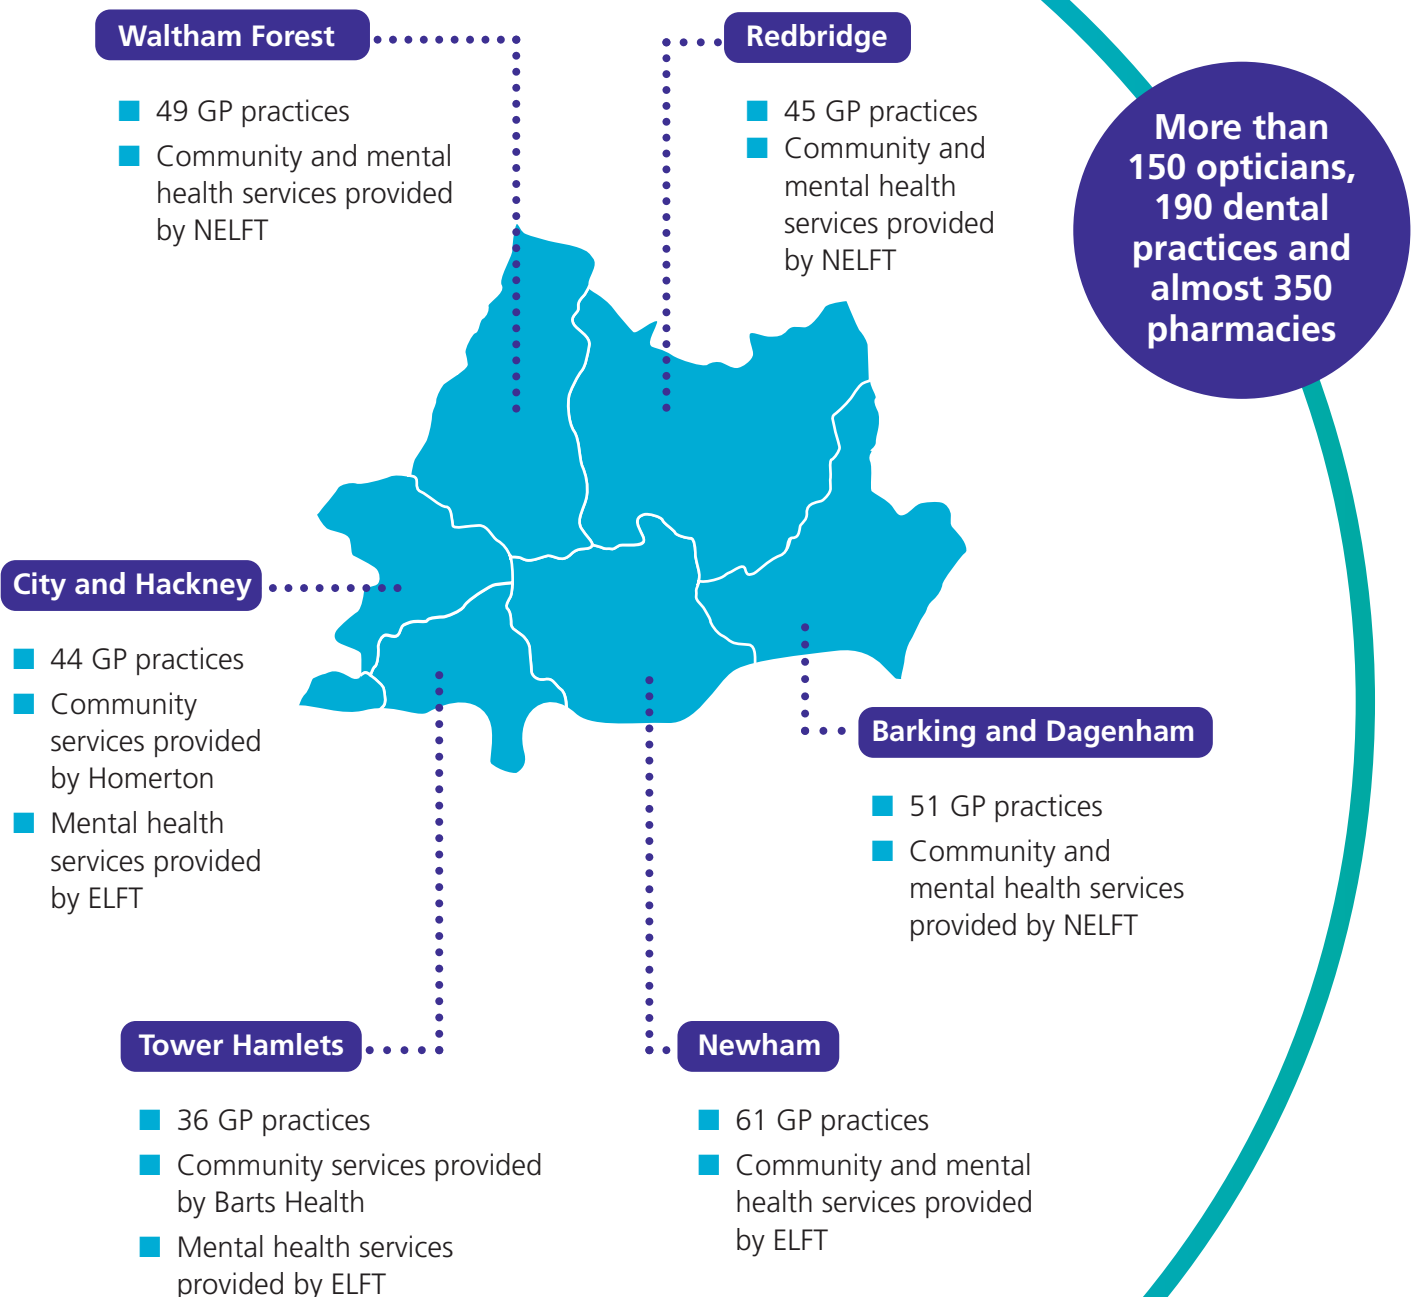 Waltham Forest
49 GP practices
Community and mental
health services provided
by NELFT
Redbridge
45 GP practices
Community and
mental health
services provided
by NELFT
More than
150 opticians,
190 dental
practices and
almost 350
pharmacies
City and Hackney
44 GP practices
Community
services provided
by Homerton
Mental health
services provided
by ELFT
Barking and Dagenham
51 GP practices
Community and
mental health services
provided by NELFT
Tower Hamlets
36 GP practices
Community services provided
by Barts Health
Mental health services
provided by ELFT
Newham
61 GP practices
Community and mental
health services provided
by ELFT